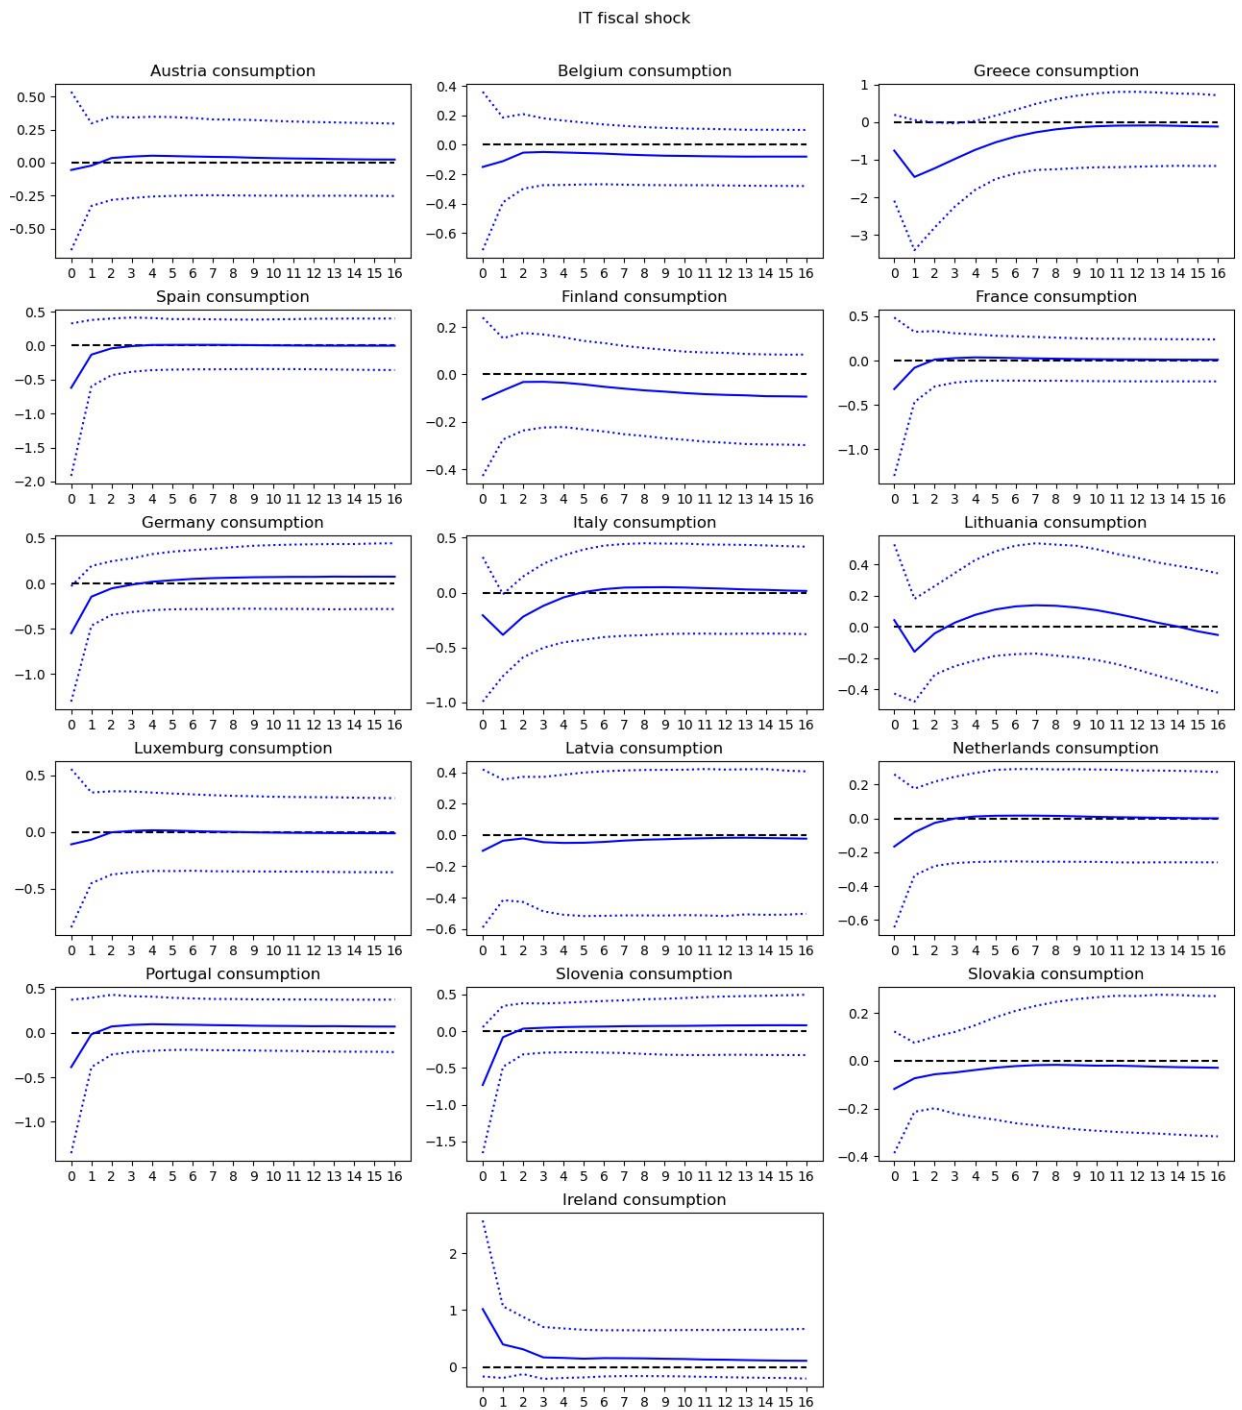 IT fiscal shock
Austria consumption
0.50
0.25
0.00
−0.25
−0.50
0 1 2 3 4 5 6 7 8 9 10 11 12 13 14 15 16
Belgium consumption
0.4
0.2
0.0
−0.2
−0.4
−0.6
0 1 2 3 4 5 6 7 8 9 10 11 12 13 14 15 16
Greece consumption
1
0
−1
−2
−3
0 1 2 3 4 5 6 7 8 9 10 11 12 13 14 15 16
Spain consumption
0.5
0.0
−0.5
−1.0
−1.5
−2.0
0 1 2 3 4 5 6 7 8 9 10 11 12 13 14 15 16
Finland consumption
0.2
0.0
−0.2
−0.4
0 1 2 3 4 5 6 7 8 9 10 11 12 13 14 15 16
France consumption
0.5
0.0
−0.5
−1.0
0 1 2 3 4 5 6 7 8 9 10 11 12 13 14 15 16
Germany consumption
0.5
0.0
−0.5
−1.0
0 1 2 3 4 5 6 7 8 9 10 11 12 13 14 15 16
Italy consumption
0.5
0.0
−0.5
−1.0
0 1 2 3 4 5 6 7 8 9 10 11 12 13 14 15 16
Lithuania consumption
0.4
0.2
0.0
−0.2
−0.4
0 1 2 3 4 5 6 7 8 9 10 11 12 13 14 15 16
Luxemburg consumption
0.5
0.0
−0.5
0 1 2 3 4 5 6 7 8 9 10 11 12 13 14 15 16
Latvia consumption
0.4
0.2
0.0
−0.2
−0.4
−0.6
0 1 2 3 4 5 6 7 8 9 10 11 12 13 14 15 16
Netherlands consumption
0.2
0.0
−0.2
−0.4
−0.6
0 1 2 3 4 5 6 7 8 9 10 11 12 13 14 15 16
Portugal consumption
0.5
0.0
−0.5
−1.0
0 1 2 3 4 5 6 7 8 9 10 11 12 13 14 15 16
Slovenia consumption
0.5
0.0
−0.5
−1.0
−1.5
0 1 2 3 4 5 6 7 8 9 10 11 12 13 14 15 16
Slovakia consumption
0.2
0.0
−0.2
−0.4
0 1 2 3 4 5 6 7 8 9 10 11 12 13 14 15 16
Ireland consumption
2
1
0
0 1 2 3 4 5 6 7 8 9 10 11 12 13 14 15 16